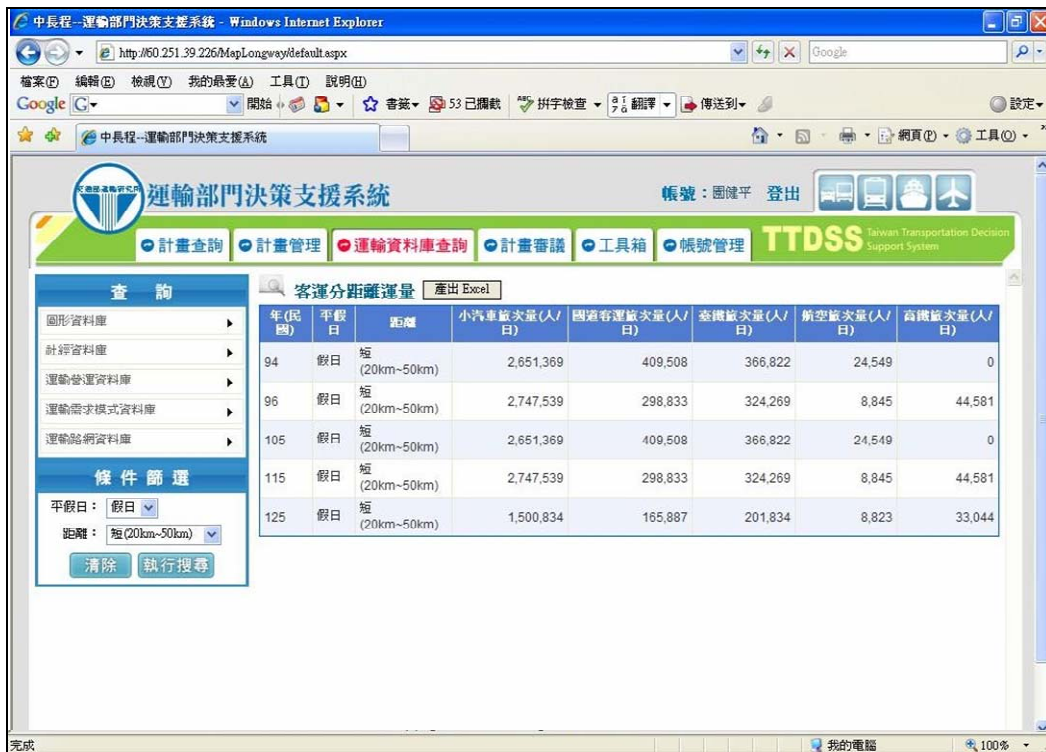 中長程--運輸部門決策支援系統 - Windows Internet Explorer
http://60.251.39.226/MapLongway/default.aspx
Google
檔案(F) 編輯(E) 檢視(V) 我的最愛(A) 工具(T) 說明(H)
Google 開始 書籤 53 已攔截 拼字檢查 翻譯 傳送到 設定
中長程--運輸部門決策支援系統 網頁(P) 工具(O)
運輸部門決策支援系統 帳號：團健平 登出
計畫查詢 計畫管理 運輸資料庫查詢 計畫審議 工具箱 帳號管理 TTDSS Taiwan Transportation Decision
Support System
查 詢
圖形資料庫
社經資料庫
運輸營運資料庫
運輸需求模式資料庫
運輸路網資料庫
條 件 篩 選
平假日： 假日
距離： 短(20km~50km)
清除 執行搜尋
客運分距離運量 產出 Excel
年(民國) 平假日 距離 小汽車旅次量(人/日) 國道客運旅次量(人/日) 臺鐵旅次量(人/日) 航空旅次量(人/日) 高鐵旅次量(人/日)
94 假日 短(20km~50km) 2,651,369 409,508 366,822 24,549 0
96 假日 短(20km~50km) 2,747,539 298,833 324,269 8,845 44,581
105 假日 短(20km~50km) 2,651,369 409,508 366,822 24,549 0
115 假日 短(20km~50km) 2,747,539 298,833 324,269 8,845 44,581
125 假日 短(20km~50km) 1,500,834 165,887 201,834 8,823 33,044
完成 我的電腦 100%